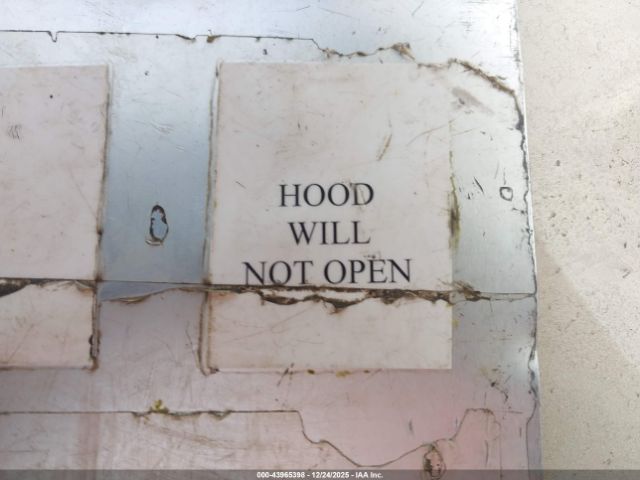 HOOD
WILL
NOT OPEN
000-43965398 - 12/24/2025 - IAA Inc.